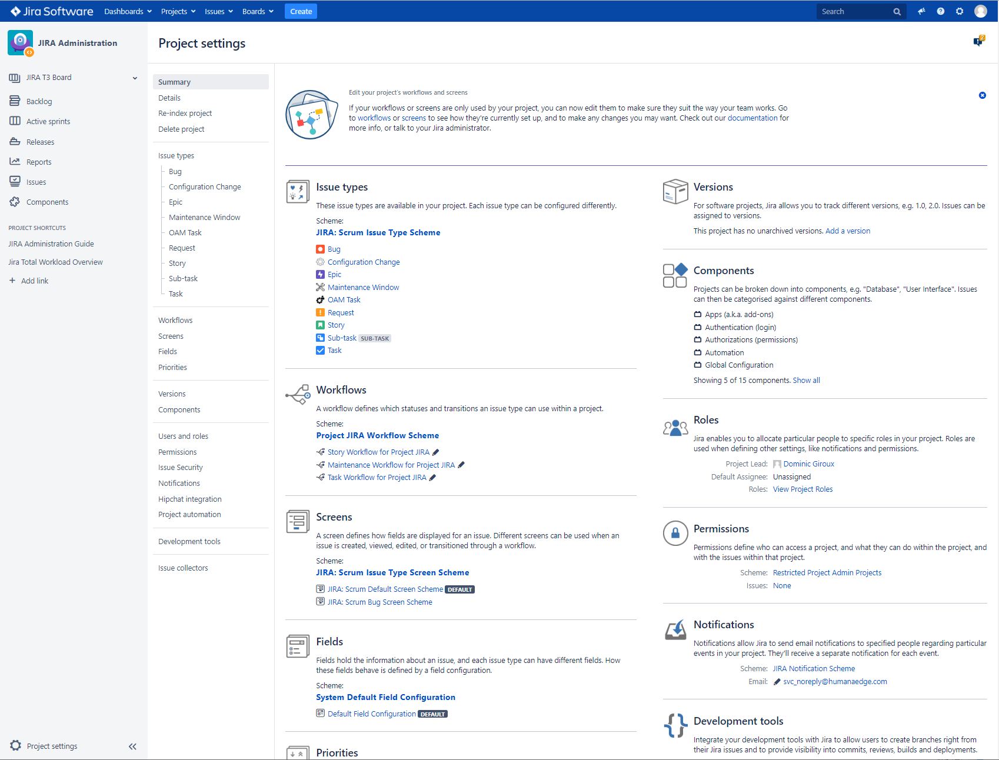 Jira Software
Dashboards
Projects
Issues
Boards
Create
Search
JIRA Administration
JIRA T3 Board
Backlog
Active sprints
Releases
Reports
Issues
Components
PROJECT SHORTCUTS
JIRA Administration Guide
Jira Total Workload Overview
+ Add link
Project settings
Project settings
2
Summary
Details
Re-index project
Delete project
Issue types
Bug
Configuration Change
Epic
Maintenance Window
OAM Task
Request
Story
Sub-task
Task
Workflows
Screens
Fields
Priorities
Versions
Components
Users and roles
Permissions
Issue Security
Notifications
Hipchat integration
Project automation
Development tools
Issue collectors
Edit your project's workflows and screens
If your workflows or screens are only used by your project, you can now edit them to make sure they suit the way your team works. Go
to workflows or screens to see how they're currently set up, and to make any changes you may want. Check out our documentation for
more info, or talk to your Jira administrator.
Issue types
These issue types are available in your project. Each issue type can be configured differently.
Scheme:
JIRA: Scrum Issue Type Scheme
Bug
Configuration Change
Epic
Maintenance Window
OAM Task
Request
Story
Sub-task SUB-TASK
Task
Workflows
A workflow defines which statuses and transitions an issue type can use within a project.
Scheme:
Project JIRA Workflow Scheme
Story Workflow for Project JIRA
Maintenance Workflow for Project JIRA
Task Workflow for Project JIRA
Screens
A screen defines how fields are displayed for an issue. Different screens can be used when an
issue is created, viewed, edited, or transitioned through a workflow.
Scheme:
JIRA: Scrum Issue Type Screen Scheme
JIRA: Scrum Default Screen Scheme DEFAULT
JIRA: Scrum Bug Screen Scheme
Fields
Fields hold the information about an issue, and each issue type can have different fields. How
these fields behave is defined by a field configuration.
Scheme:
System Default Field Configuration
Default Field Configuration DEFAULT
Priorities
Versions
For software projects, Jira allows you to track different versions, e.g. 1.0, 2.0. Issues can be
assigned to versions.
This project has no unarchived versions. Add a version
Components
Projects can be broken down into components, e.g. "Database", "User Interface". Issues
can then be categorised against different components.
Apps (a.k.a. add-ons)
Authentication (login)
Authorizations (permissions)
Automation
Global Configuration
Showing 5 of 15 components. Show all
Roles
Jira enables you to allocate particular people to specific roles in your project. Roles are
used when defining other settings, like notifications and permissions.
Project Lead: Dominic Giroux
Default Assignee: Unassigned
Roles: View Project Roles
Permissions
Permissions define who can access a project, and what they can do within the project, and
with the issues within that project.
Scheme: Restricted Project Admin Projects
Issues: None
Notifications
Notifications allow Jira to send email notifications to specified people regarding particular
events in your project. They'll receive a separate notification for each event.
Scheme: JIRA Notification Scheme
Email: svc_noreply@humanaedge.com
Development tools
Integrate your development tools with Jira to allow users to create branches right from
their Jira issues and to provide visibility into commits, reviews, builds and deployments.